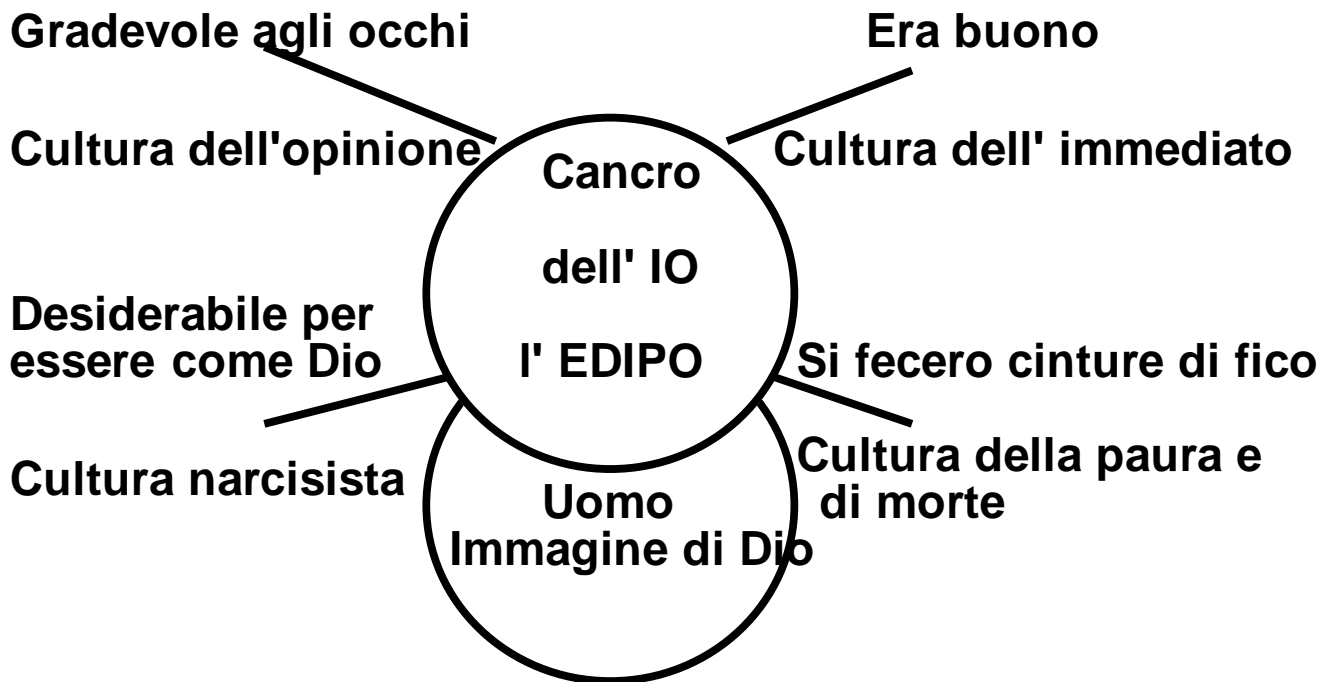 Gradevole agli occhi
Era buono
Cultura dell'opinione
Cultura dell' immediato
Cancro
dell' IO
l' EDIPO
Desiderabile per
essere come Dio
Si fecero cinture di fico
Cultura narcisista
Cultura della paura e
di morte
Uomo
Immagine di Dio